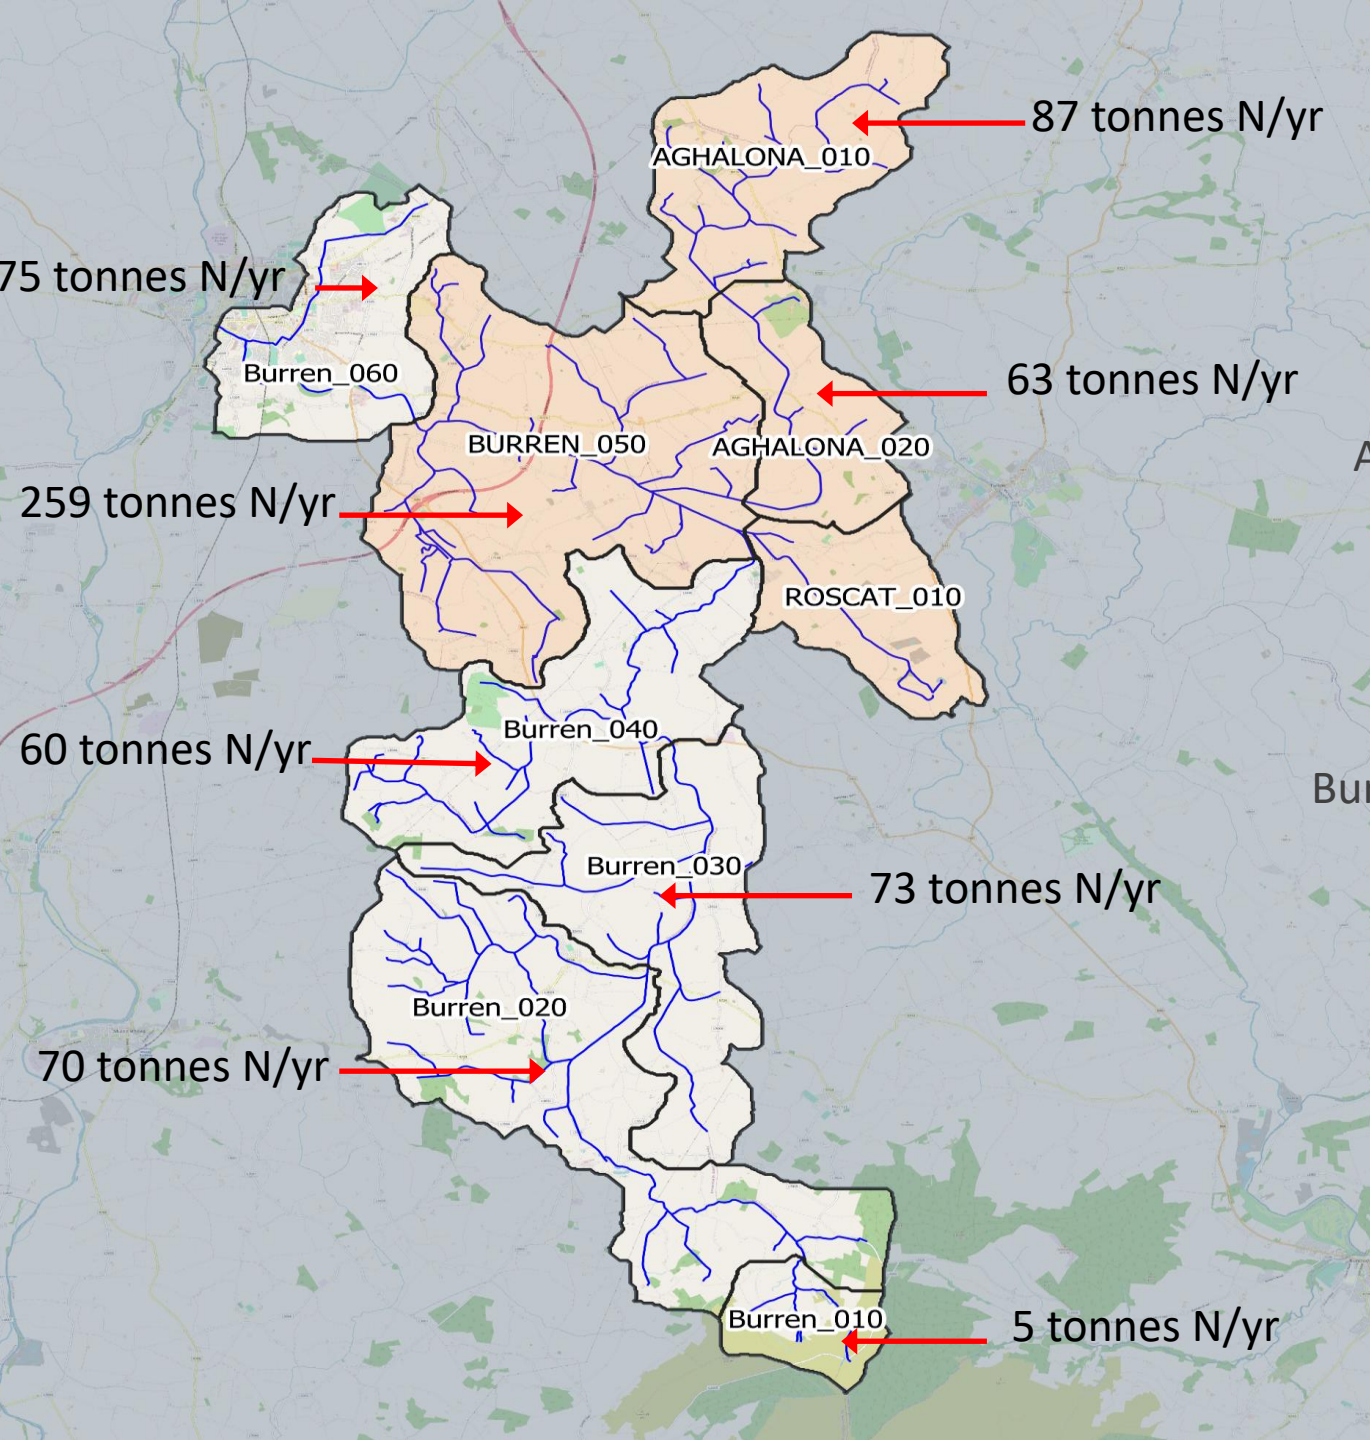 87 tonnes N/yr
AGHALONA_010
75 tonnes N/yr
Burren_060
63 tonnes N/yr
BURREN_050
AGHALONA_020
259 tonnes N/yr
ROSCAT_010
Burren_040
60 tonnes N/yr
Bur
Burren_030
73 tonnes N/yr
Burren_020
70 tonnes N/yr
Burren_010
5 tonnes N/yr